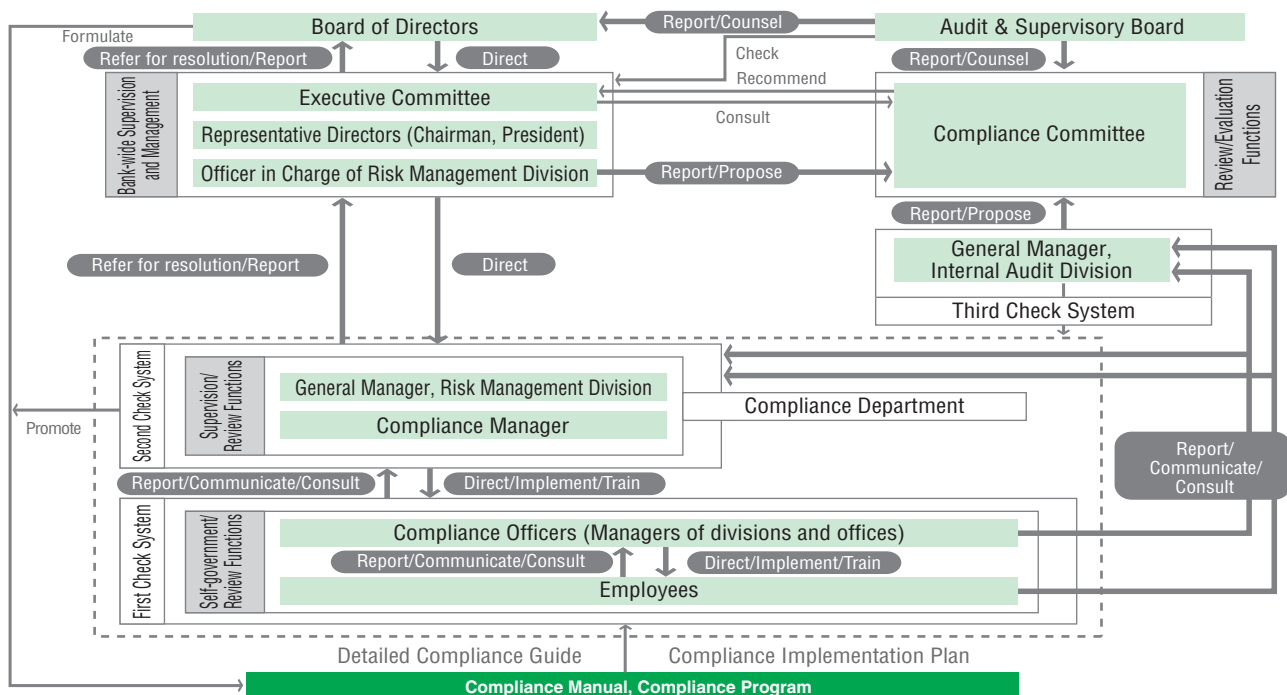 Formulate
Board of Directors
Report/Counsel
Audit & Supervisory Board
Refer for resolution/Report
Direct
Check
Report/Counsel
Recommend
Bank-wide Supervision
and Management
Executive Committee
Consult
Representative Directors (Chairman, President)
Compliance Committee
Review/Evaluation
Functions
Officer in Charge of Risk Management Division
Report/Propose
Report/Propose
Refer for resolution/Report
Direct
General Manager,
Internal Audit Division
Third Check System
Second Check System
Supervision/
Review Functions
General Manager, Risk Management Division
Compliance Department
Compliance Manager
Promote
Report/
Communicate/
Consult
Report/Communicate/Consult
Direct/Implement/Train
First Check System
Self-government/
Review Functions
Compliance Officers (Managers of divisions and offices)
Report/Communicate/Consult
Direct/Implement/Train
Employees
Detailed Compliance Guide
Compliance Implementation Plan
Compliance Manual, Compliance Program